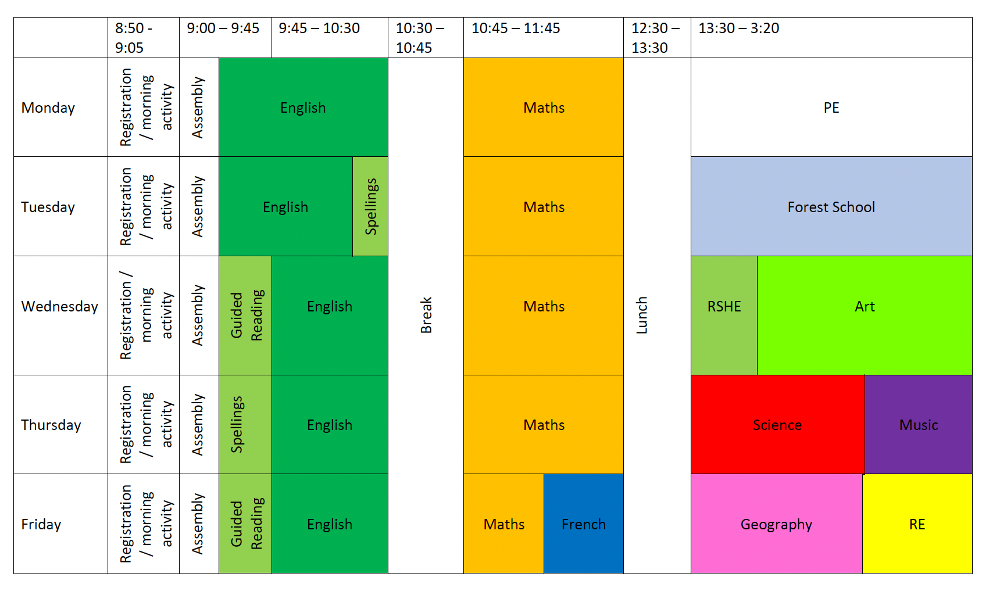 8:50 -
9:05
9:00 – 9:45
9:45 – 10:30
10:30 –
10:45
10:45 – 11:45
12:30 –
13:30
13:30 – 3:20
Monday
Registration
/ morning
activity
Assembly
English
Break
Maths
Lunch
PE
Tuesday
Registration
/ morning
activity
Assembly
English
Spellings
Maths
Forest School
Wednesday
Registration /
morning
activity
Assembly
Guided
Reading
English
Maths
RSHE
Art
Thursday
Registration
/ morning
activity
Assembly
Spellings
English
Maths
Science
Music
Friday
Registration
/ morning
activity
Assembly
Guided
Reading
English
Maths
French
Geography
RE